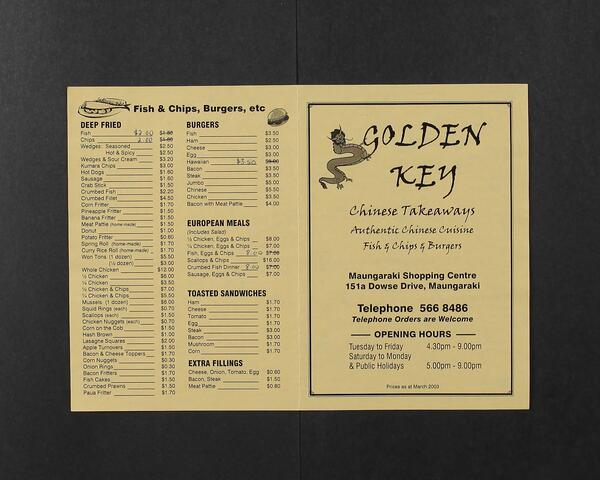 Fish & Chips, Burgers, etc
DEEP FRIED
Fish $2.00 $1.80
Chips 2.00 $1.80
Wedges: Seasoned $2.50
Hot & Spicy $2.50
Wedges & Sour Cream $3.20
Kumara Chips $3.00
Hot Dogs $1.60
Sausage $1.60
Crab Stick $1.50
Crumbed Fish $2.20
Crumbed Fillet $4.50
Corn Fritter $1.70
Pineapple Fritter $1.50
Banana Fritter $1.50
Meat Pattie (home-made) $1.50
Donut $1.00
Potato Fritter $0.60
Spring Roll (home-made) $1.70
Curry Rice Roll (home-made) $1.70
Won Tons (1 dozen) $5.50
(½ dozen) $3.00
Whole Chicken $12.00
½ Chicken $6.00
¼ Chicken $3.50
½ Chicken & Chips $7.00
¼ Chicken & Chips $5.50
Mussels (1 dozen) $6.00
Squid Rings (each) $0.70
Scallops (each) $1.50
Chicken Nuggets (each) $0.70
Corn on the Cob $1.50
Hash Brown $1.00
Lasagne Squares $2.00
Apple Turnovers $1.50
Bacon & Cheese Toppers $1.70
Corn Nuggets $0.30
Onion Rings $0.30
Bacon Fritters $1.70
Fish Cakes $1.50
Crumbed Prawns $1.50
Paua Fritter $1.70
BURGERS
Fish $3.50
Ham $2.50
Cheese $3.00
Egg $3.00
Hawaiian $3.50
Bacon $3.50
Steak $3.50
Jumbo $5.00
Chinese $5.50
Chicken $3.50
Bacon with Meat Pattie $4.00
EUROPEAN MEALS
(Includes Salad)
½ Chicken, Eggs & Chips $8.00
¼ Chicken, Eggs & Chips $7.00
Fish, Eggs & Chips 8.00 $7.00
Scallops & Chips $16.00
Crumbed Fish Dinner 8.00 $7.00
Sausage, Eggs & Chips $7.00
TOASTED SANDWICHES
Ham $1.70
Cheese $1.70
Tomato $1.70
Egg $1.70
Steak $3.00
Bacon $3.00
Mushroom $1.70
Corn $1.70
EXTRA FILLINGS
Cheese, Onion, Tomato, Egg $0.60
Bacon, Steak $1.50
Meat Pattie $0.80
GOLDEN
KEY
Chinese Takeaways
Authentic Chinese Cuisine
Fish & Chips & Burgers
Maungaraki Shopping Centre
151a Dowse Drive, Maungaraki
Telephone 566 8486
Telephone Orders are Welcome
OPENING HOURS
Tuesday to Friday 4.30pm - 9.00pm
Saturday to Monday
& Public Holidays 5.00pm - 9.00pm
Prices as at March 2003